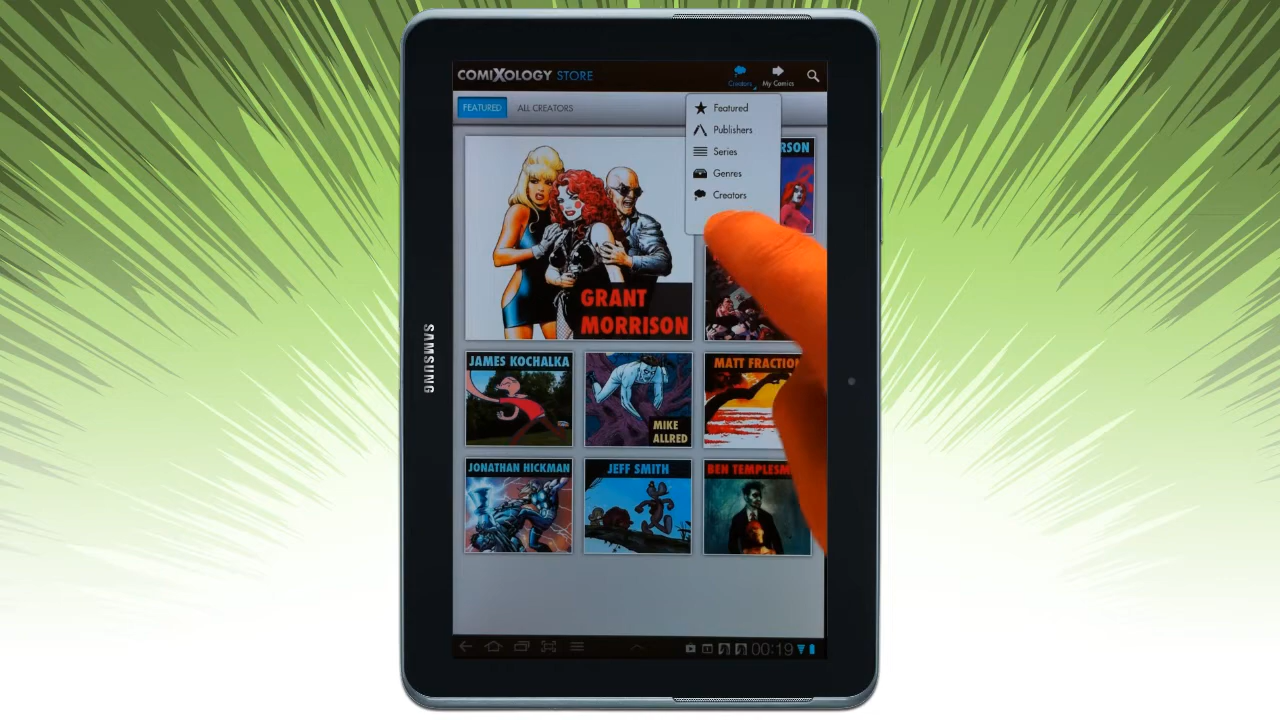 COMIXOLOGY STORE
Creators
My Comics
FEATURED
ALL CREATORS
Featured
Publishers
Series
Genres
Creators
RSON
GRANT
MORRISON
JAMES KOCHALKA
MIKE
ALLRED
MATT FRACTION
JONATHAN HICKMAN
JEFF SMITH
BEN TEMPLESM
00:19
SAMSUNG